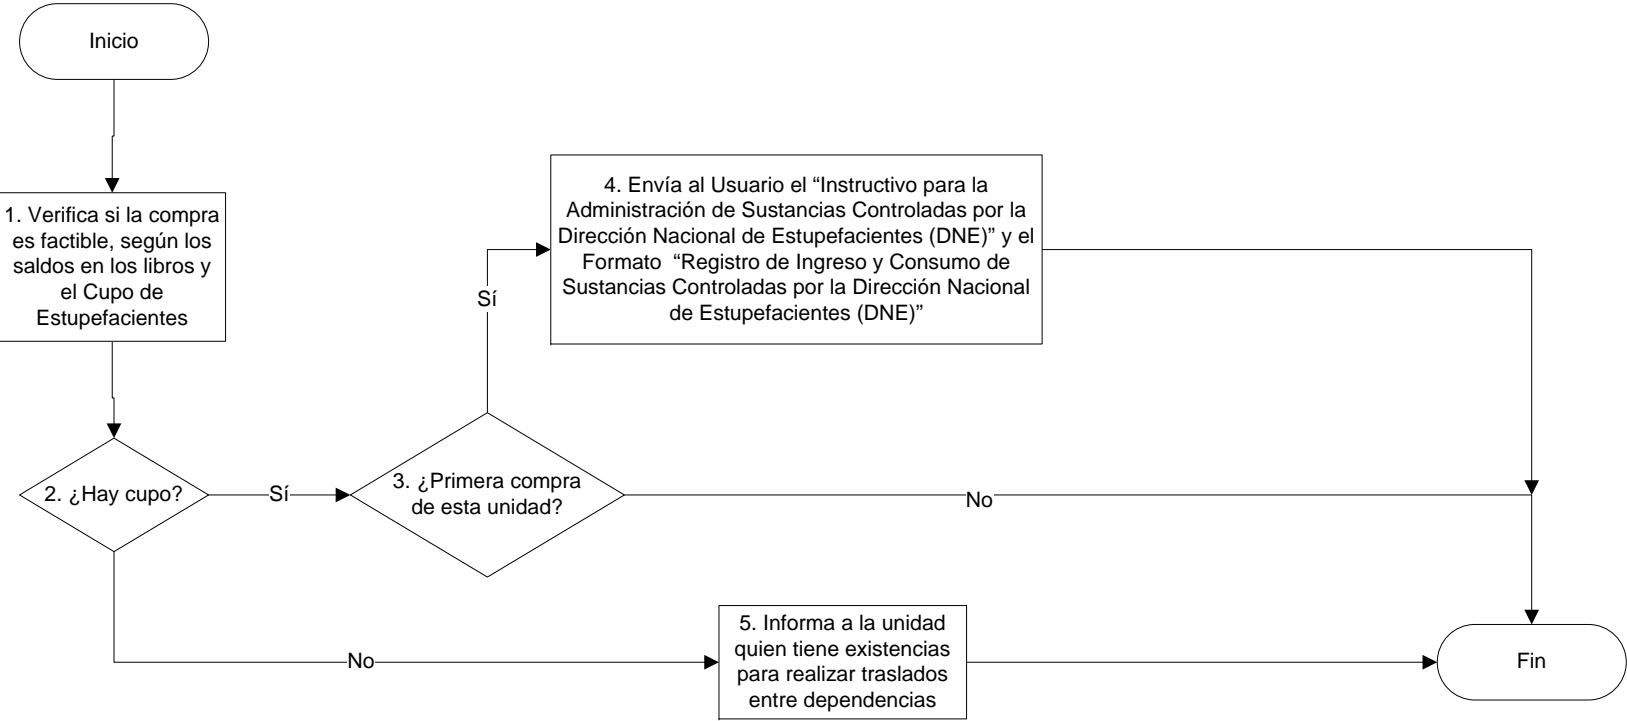 Inicio
1. Verifica si la compra
es factible, según los
saldos en los libros y
el Cupo de
Estupefacientes
2. ¿Hay cupo?
Sí
3. ¿Primera compra
de esta unidad?
Sí
4. Envía al Usuario el “Instructivo para la
Administración de Sustancias Controladas por la
Dirección Nacional de Estupefacientes (DNE)” y el
Formato “Registro de Ingreso y Consumo de
Sustancias Controladas por la Dirección Nacional
de Estupefacientes (DNE)”
No
No
5. Informa a la unidad
quien tiene existencias
para realizar traslados
entre dependencias
Fin